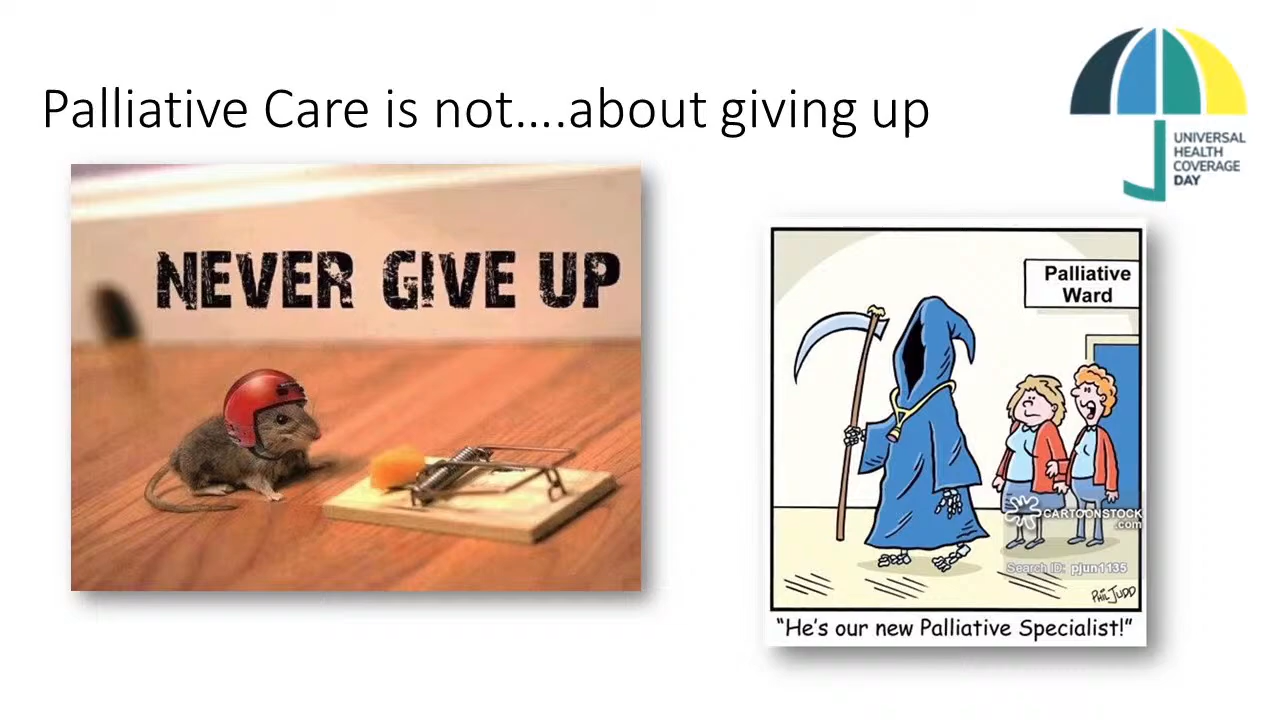 Palliative Care is not....about giving up
UNIVERSAL
HEALTH
COVERAGE
DAY
NEVER GIVE UP
Palliative
Ward
CARTOONSTOCK
.com
Search ID: pjun1135
PHIL JUDD
"He's our new Palliative Specialist!"